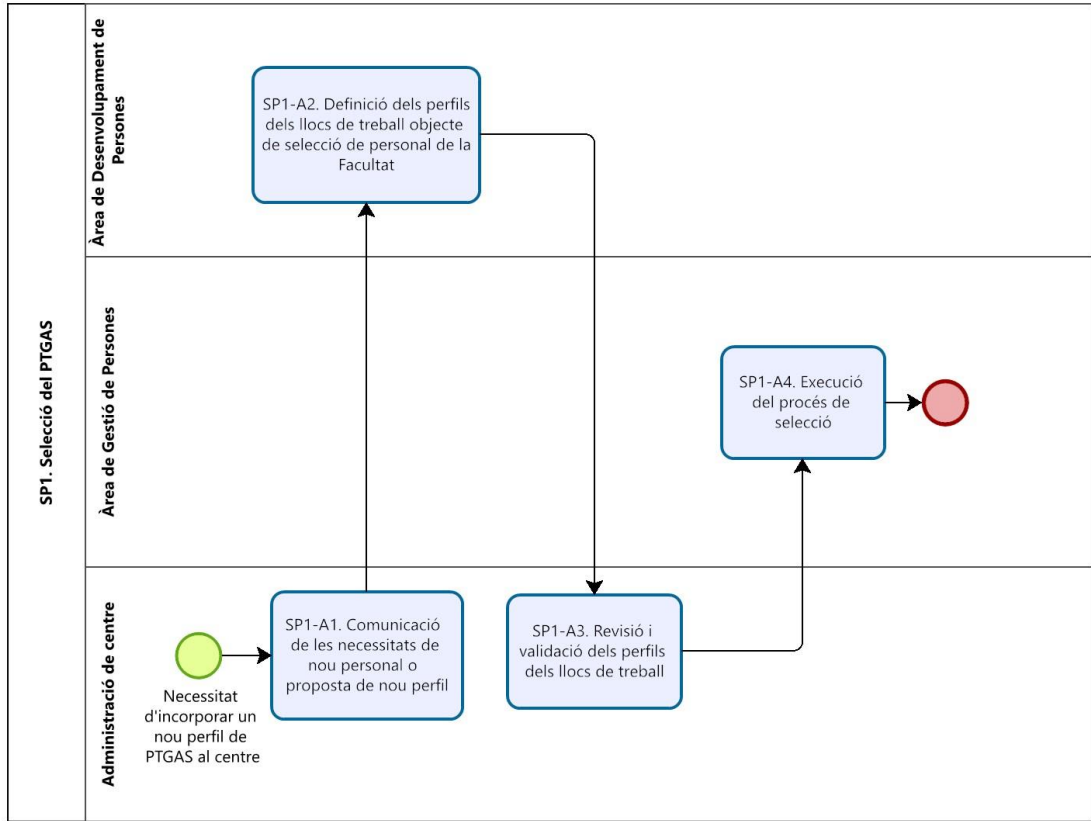 SP1. Selecció del PTGAS
Àrea de Desenvolupament de
Persones
SP1-A2. Definició dels perfils
dels llocs de treball objecte
de selecció de personal de la
Facultat
Àrea de Gestió de Persones
SP1-A4. Execució
del procés de
selecció
Administració de centre
Necessitat
d'incorporar un
nou perfil de
PTGAS al centre
SP1-A1. Comunicació
de les necessitats de
nou personal o
proposta de nou perfil
SP1-A3. Revisió i
validació dels perfils
dels llocs de treball